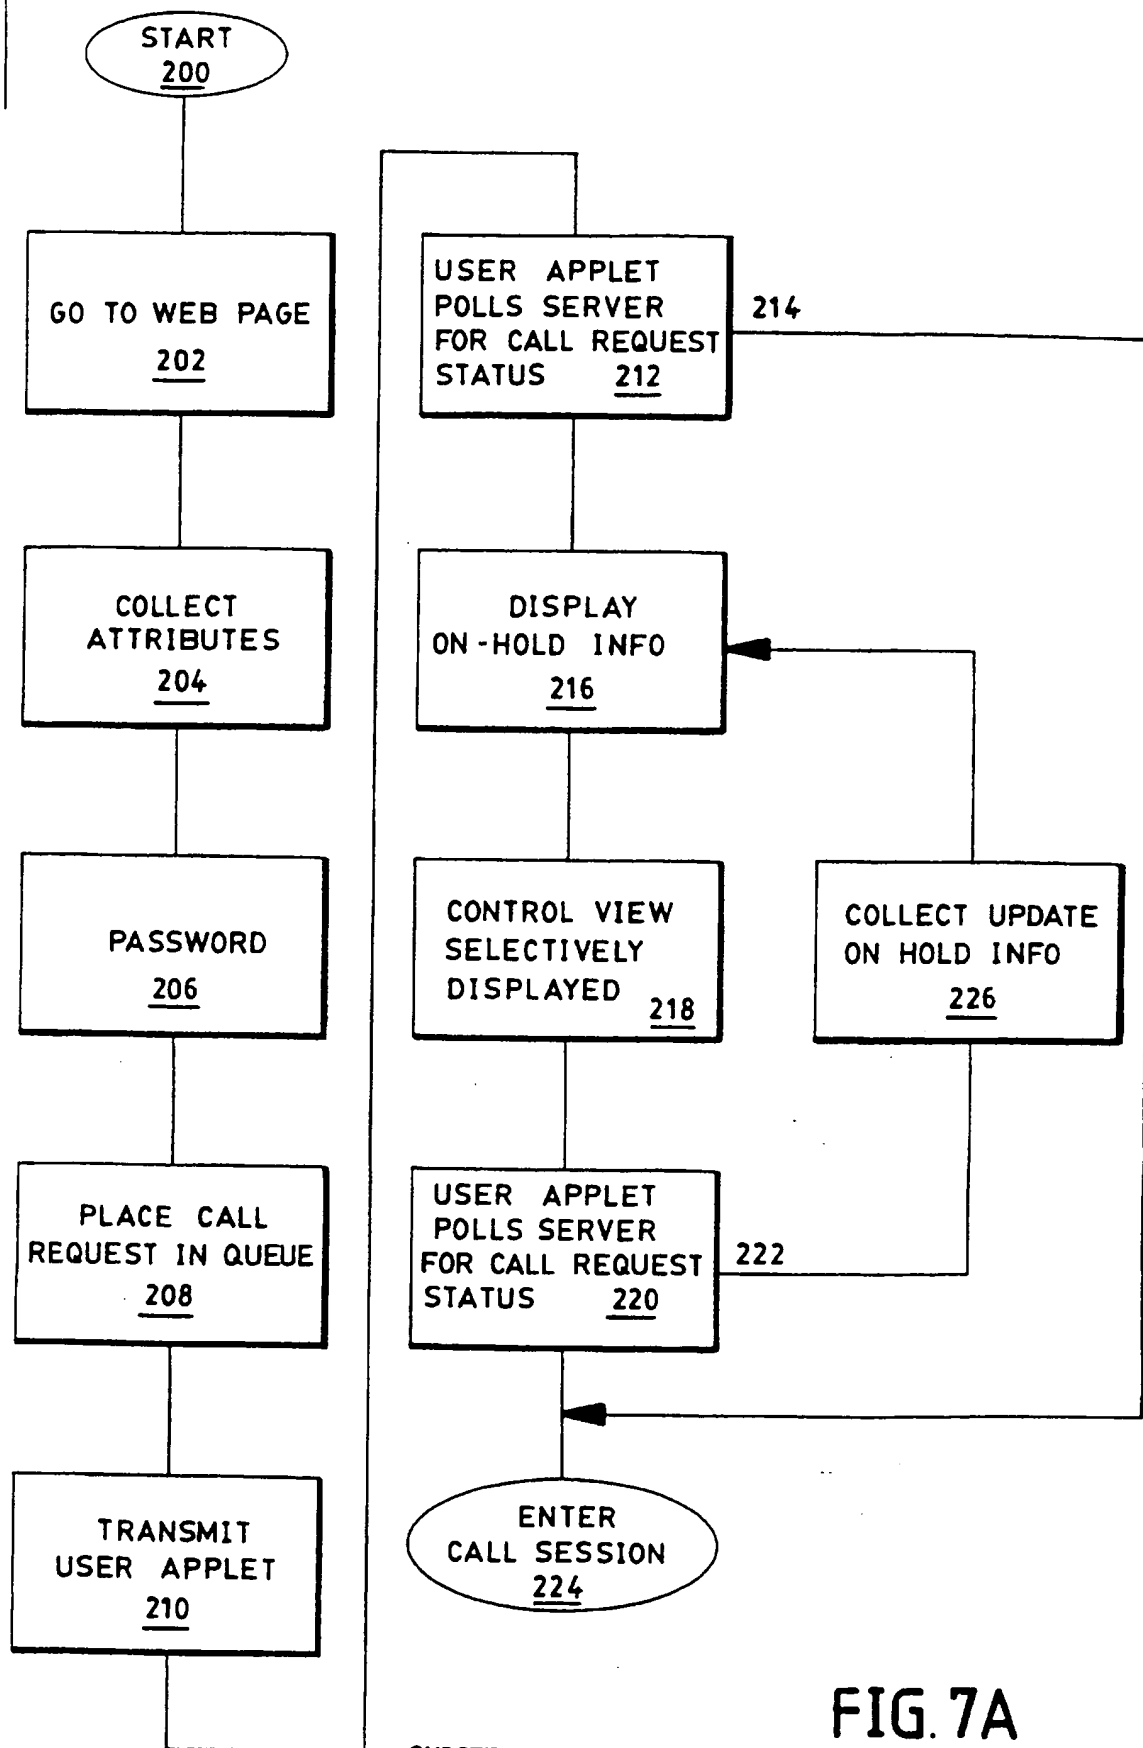 START
200
GO TO WEB PAGE
202
COLLECT
ATTRIBUTES
204
PASSWORD
206
PLACE CALL
REQUEST IN QUEUE
208
TRANSMIT
USER APPLET
210
USER APPLET
POLLS SERVER
FOR CALL REQUEST
STATUS 212
214
DISPLAY
ON-HOLD INFO
216
CONTROL VIEW
SELECTIVELY
DISPLAYED 218
USER APPLET
POLLS SERVER
FOR CALL REQUEST
STATUS 220
222
COLLECT UPDATE
ON HOLD INFO
226
ENTER
CALL SESSION
224
FIG. 7A